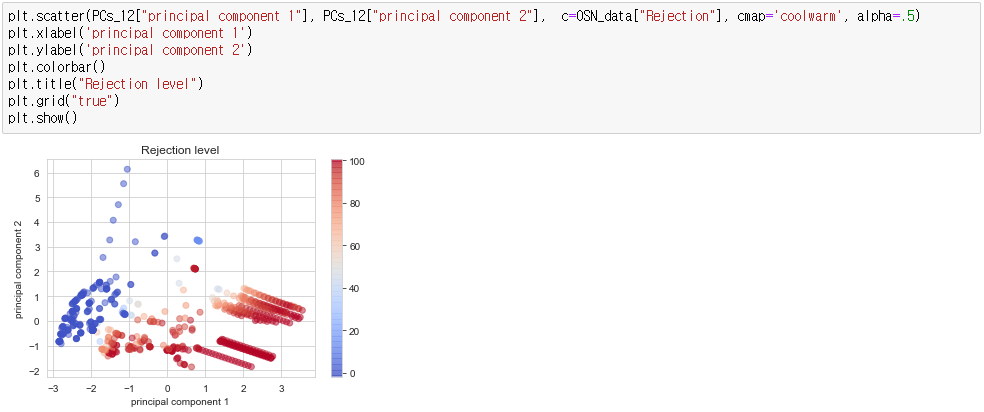 plt.scatter(PCs_12["principal component 1"], PCs_12["principal component 2"],  c=OSN_data["Rejection"], cmap='coolwarm', alpha=.5)
plt.xlabel('principal component 1')
plt.ylabel('principal component 2')
plt.colorbar()
plt.title("Rejection level")
plt.grid("true")
plt.show()
Rejection level
principal component 2
6
5
4
3
2
1
0
−1
−2
−3 −2 −1 0 1 2 3
principal component 1
100
80
60
40
20
0